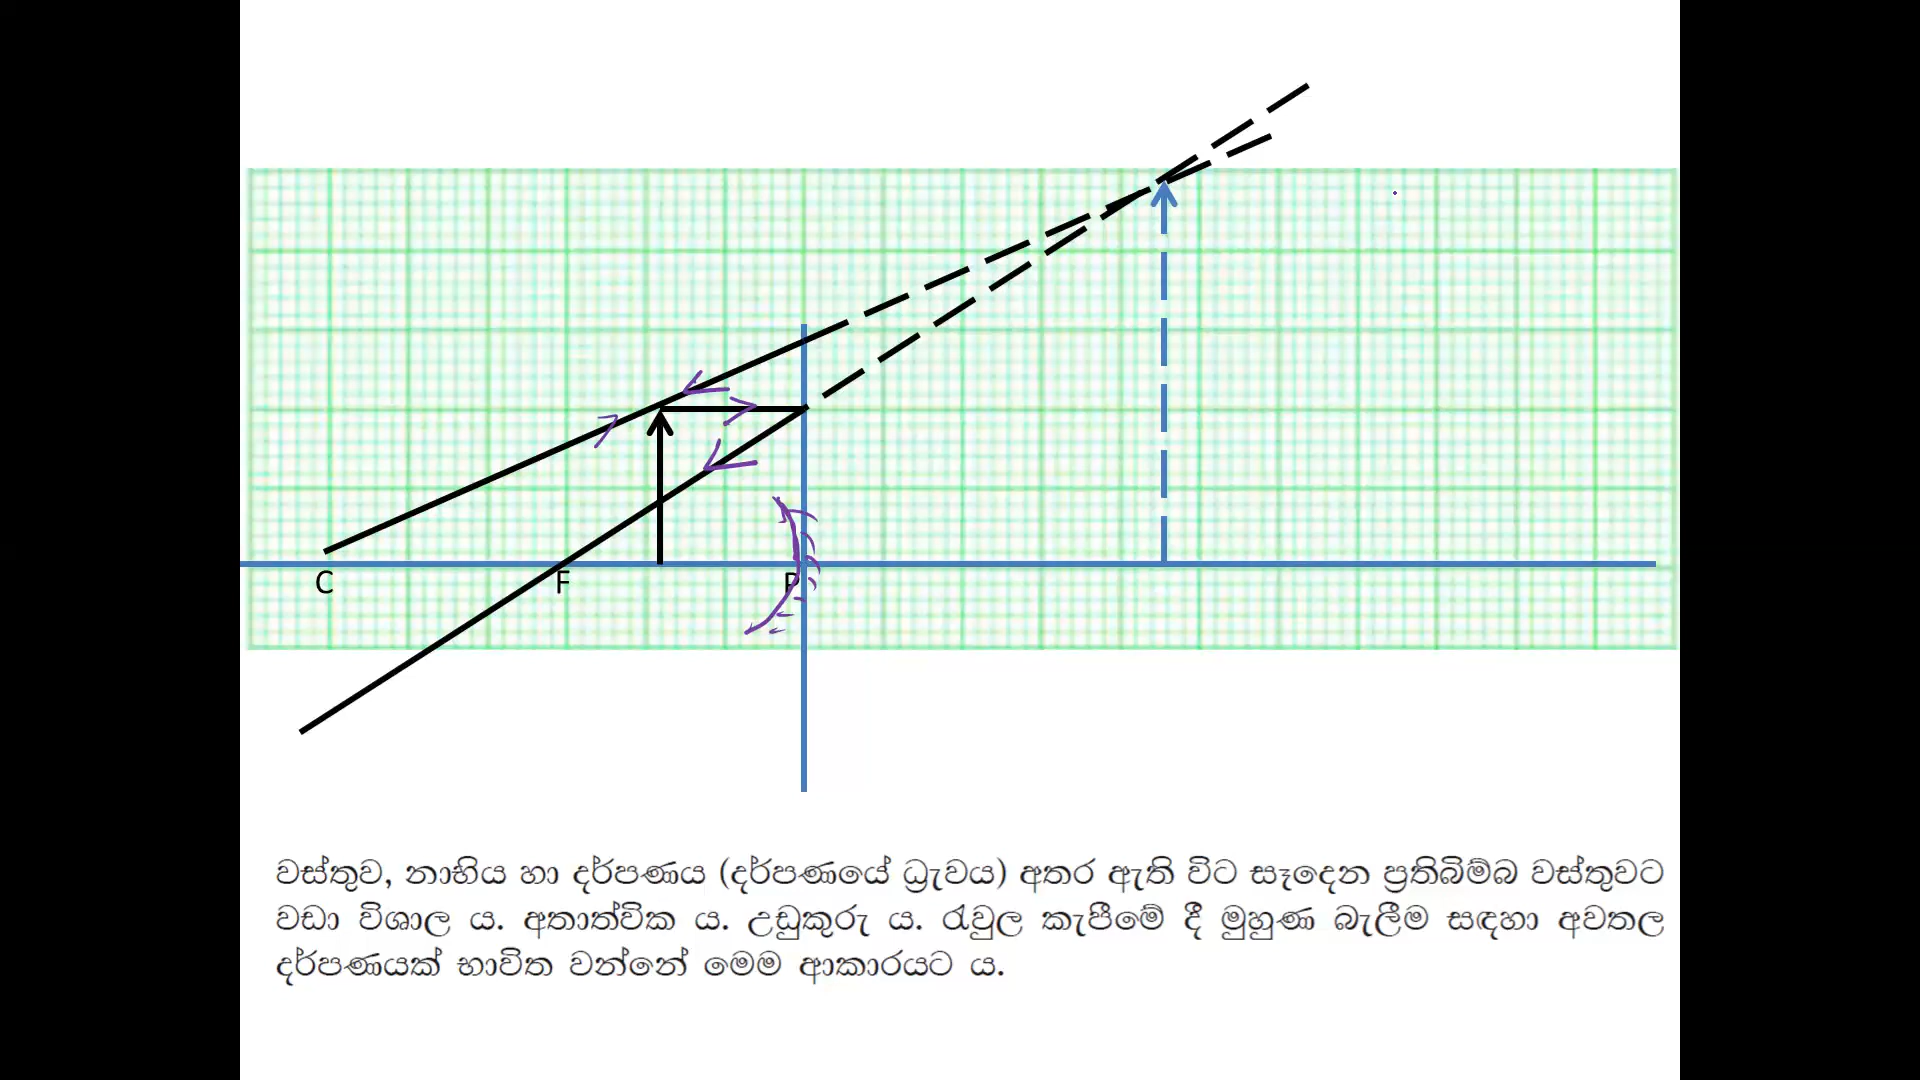 C
F
P
වස්තුව, නාභිය හා දර්පණය (දර්පණයේ ධ්‍රැවය) අතර ඇති විට සෑදෙන ප්‍රතිබිම්බ වස්තුවට
වඩා විශාල ය. අතාත්වික ය. උඩුකුරු ය. රැවුල කැපීමේ දී මුහුණ බැලීම සඳහා අවතල
දර්පණයක් භාවිත වන්නේ මෙම ආකාරයට ය.